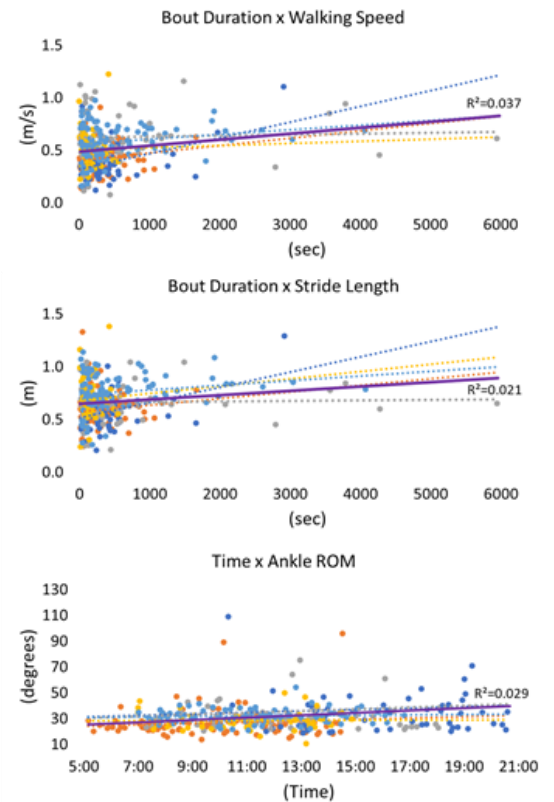 Bout Duration x Walking Speed
1.5
1.0
0.5
0.0
(m/s)
R²=0.037
0 1000 2000 3000 4000 5000 6000
(sec)
Bout Duration x Stride Length
1.5
1.0
0.5
0.0
(m)
R²=0.021
0 1000 2000 3000 4000 5000 6000
(sec)
Time x Ankle ROM
130
110
90
70
50
30
10
(degrees)
R²=0.029
5:00 7:00 9:00 11:00 13:00 15:00 17:00 19:00 21:00
(Time)